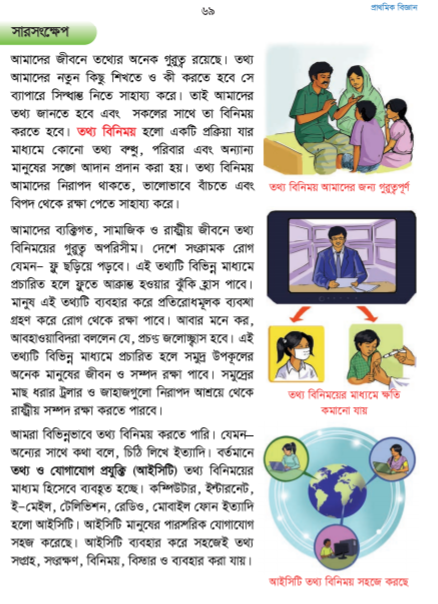 ৬৯
প্রাথমিক বিজ্ঞান
সারসংক্ষেপ
আমাদের জীবনে তথ্যের অনেক গুরুত্ব রয়েছে। তথ্য
আমাদের নতুন কিছু শিখতে ও কী করতে হবে সে
ব্যাপারে সিদ্ধান্ত নিতে সাহায্য করে। তাই আমাদের
তথ্য জানতে হবে এবং সকলের সাথে তা বিনিময়
করতে হবে। তথ্য বিনিময় হলো একটি প্রক্রিয়া যার
মাধ্যমে কোনো তথ্য বন্ধু, পরিবার এবং অন্যান্য
মানুষের সঙ্গে আদান প্রদান করা হয়। তথ্য বিনিময়
আমাদের নিরাপদ থাকতে, ভালোভাবে বাঁচতে এবং
বিপদ থেকে রক্ষা পেতে সাহায্য করে।
তথ্য বিনিময় আমাদের জন্য গুরুত্বপূর্ণ
আমাদের ব্যক্তিগত, সামাজিক ও রাষ্ট্রীয় জীবনে তথ্য
বিনিময়ের গুরুত্ব অপরিসীম। দেশে সংক্রামক রোগ
যেমন– ফ্লু ছড়িয়ে পড়বে। এই তথ্যটি বিভিন্ন মাধ্যমে
প্রচারিত হলে ফ্লুতে আক্রান্ত হওয়ার ঝুঁকি হ্রাস পাবে।
মানুষ এই তথ্যটি ব্যবহার করে প্রতিরোধমূলক ব্যবস্থা
গ্রহণ করে রোগ থেকে রক্ষা পাবে। আবার মনে কর,
আবহাওয়াবিদরা বললেন যে, প্রচণ্ড জলোচ্ছ্বাস হবে। এই
তথ্যটি বিভিন্ন মাধ্যমে প্রচারিত হলে সমুদ্র উপকূলের
অনেক মানুষের জীবন ও সম্পদ রক্ষা পাবে। সমুদ্রের
মাছ ধরার ট্রলার ও জাহাজগুলো নিরাপদ আশ্রয়ে থেকে
রাষ্ট্রীয় সম্পদ রক্ষা করতে পারবে।
তথ্য বিনিময়ের মাধ্যমে ক্ষতি
কমানো যায়
আমরা বিভিন্নভাবে তথ্য বিনিময় করতে পারি। যেমন–
অন্যের সাথে কথা বলে, চিঠি লিখে ইত্যাদি। বর্তমানে
তথ্য ও যোগাযোগ প্রযুক্তি (আইসিটি) তথ্য বিনিময়ের
মাধ্যম হিসেবে ব্যবহৃত হচ্ছে। কম্পিউটার, ইন্টারনেট,
ই-মেইল, টেলিভিশন, রেডিও, মোবাইল ফোন ইত্যাদি
হলো আইসিটি। আইসিটি মানুষের পারস্পরিক যোগাযোগ
সহজ করেছে। আইসিটি ব্যবহার করে সহজেই তথ্য
সংগ্রহ, সংরক্ষণ, বিনিময়, বিস্তার ও ব্যবহার করা যায়।
আইসিটি তথ্য বিনিময় সহজে করছে